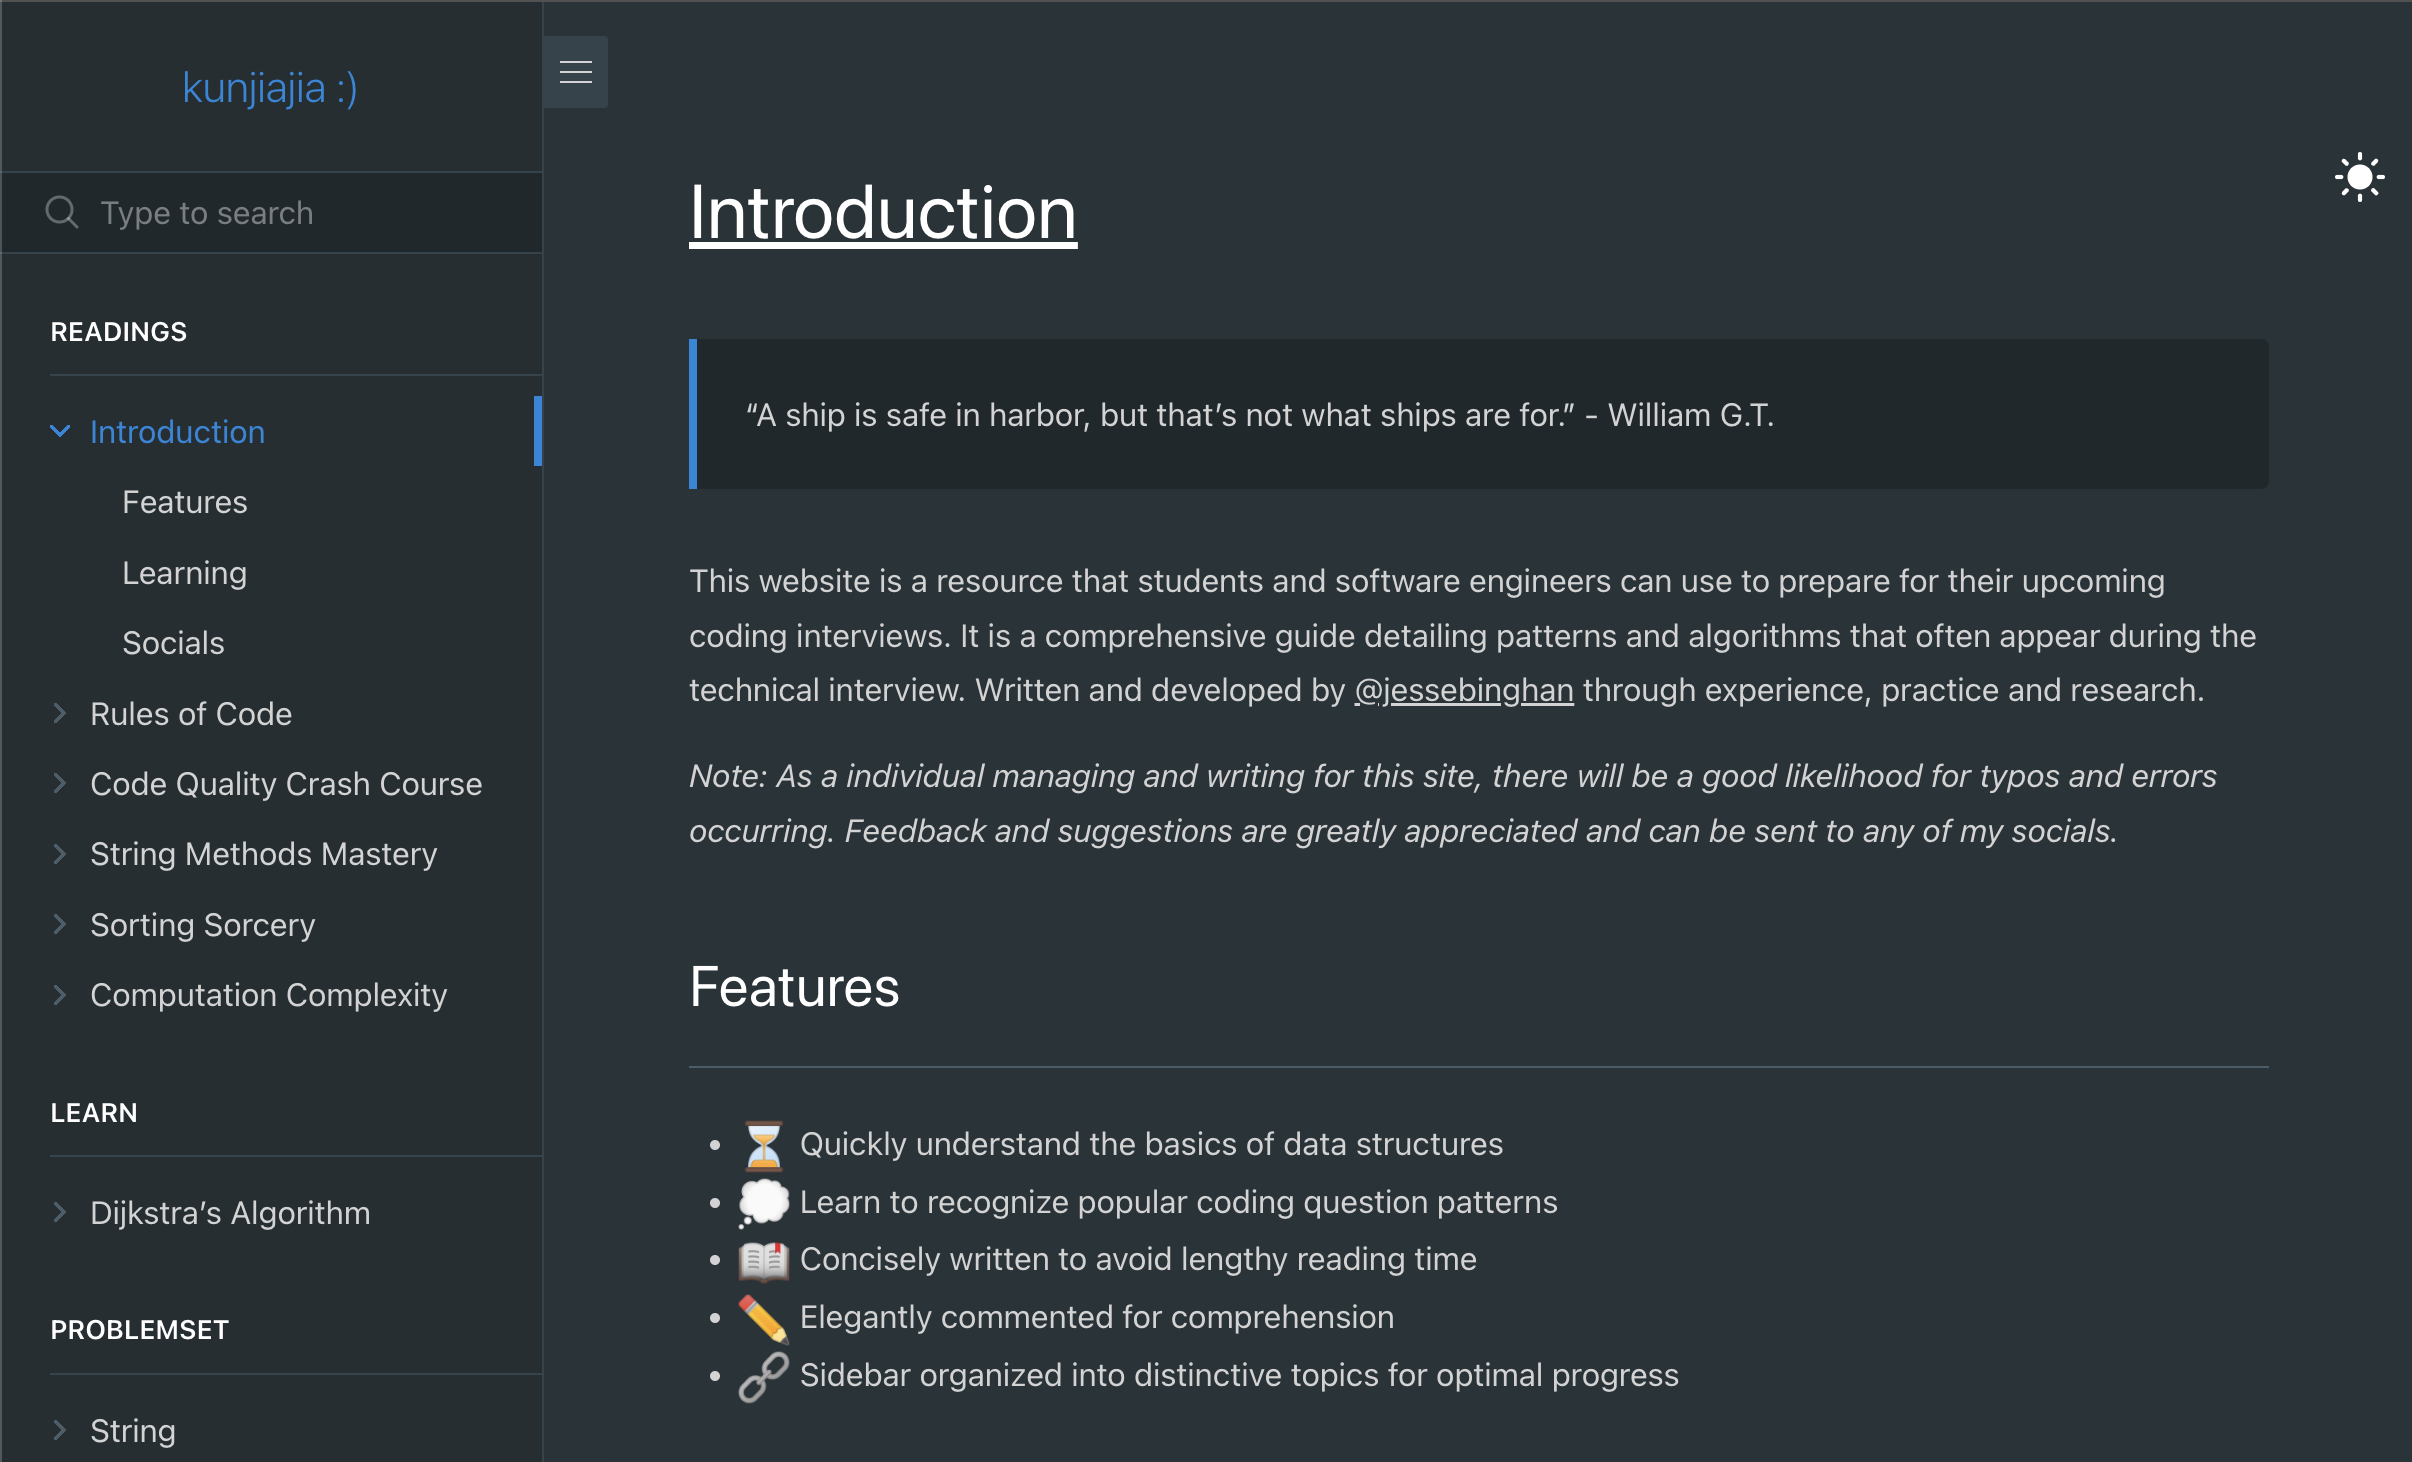 kunjiajia :)
Type to search
READINGS
Introduction
Features
Learning
Socials
Rules of Code
Code Quality Crash Course
String Methods Mastery
Sorting Sorcery
Computation Complexity
LEARN
Dijkstra’s Algorithm
PROBLEMSET
String
Introduction
“A ship is safe in harbor, but that’s not what ships are for.” - William G.T.
This website is a resource that students and software engineers can use to prepare for their upcoming
coding interviews. It is a comprehensive guide detailing patterns and algorithms that often appear during the
technical interview. Written and developed by @jessebinghan through experience, practice and research.
Note: As a individual managing and writing for this site, there will be a good likelihood for typos and errors
occurring. Feedback and suggestions are greatly appreciated and can be sent to any of my socials.
Features
Quickly understand the basics of data structures
Learn to recognize popular coding question patterns
Concisely written to avoid lengthy reading time
Elegantly commented for comprehension
Sidebar organized into distinctive topics for optimal progress